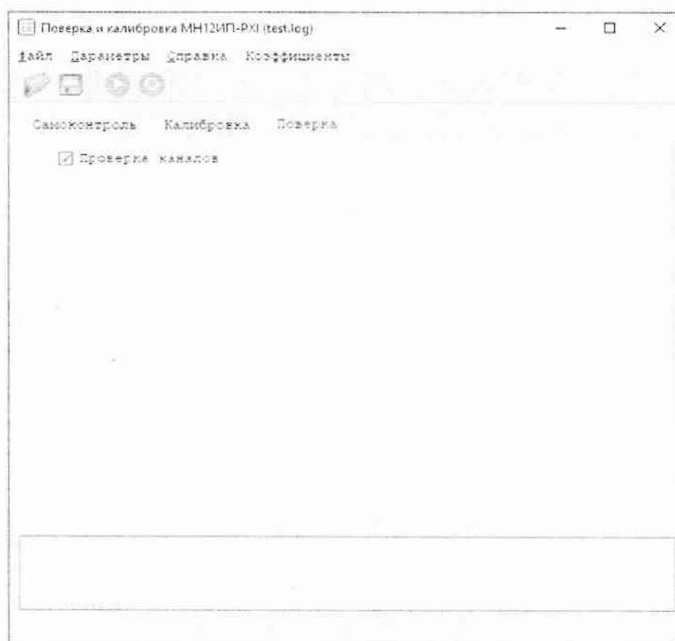 Поверка и калибровка МН12ИП-PXI (test.log)
Файл Параметры Справка Коэффициенты
Самоконтроль Калибровка Поверка
Проверка каналов